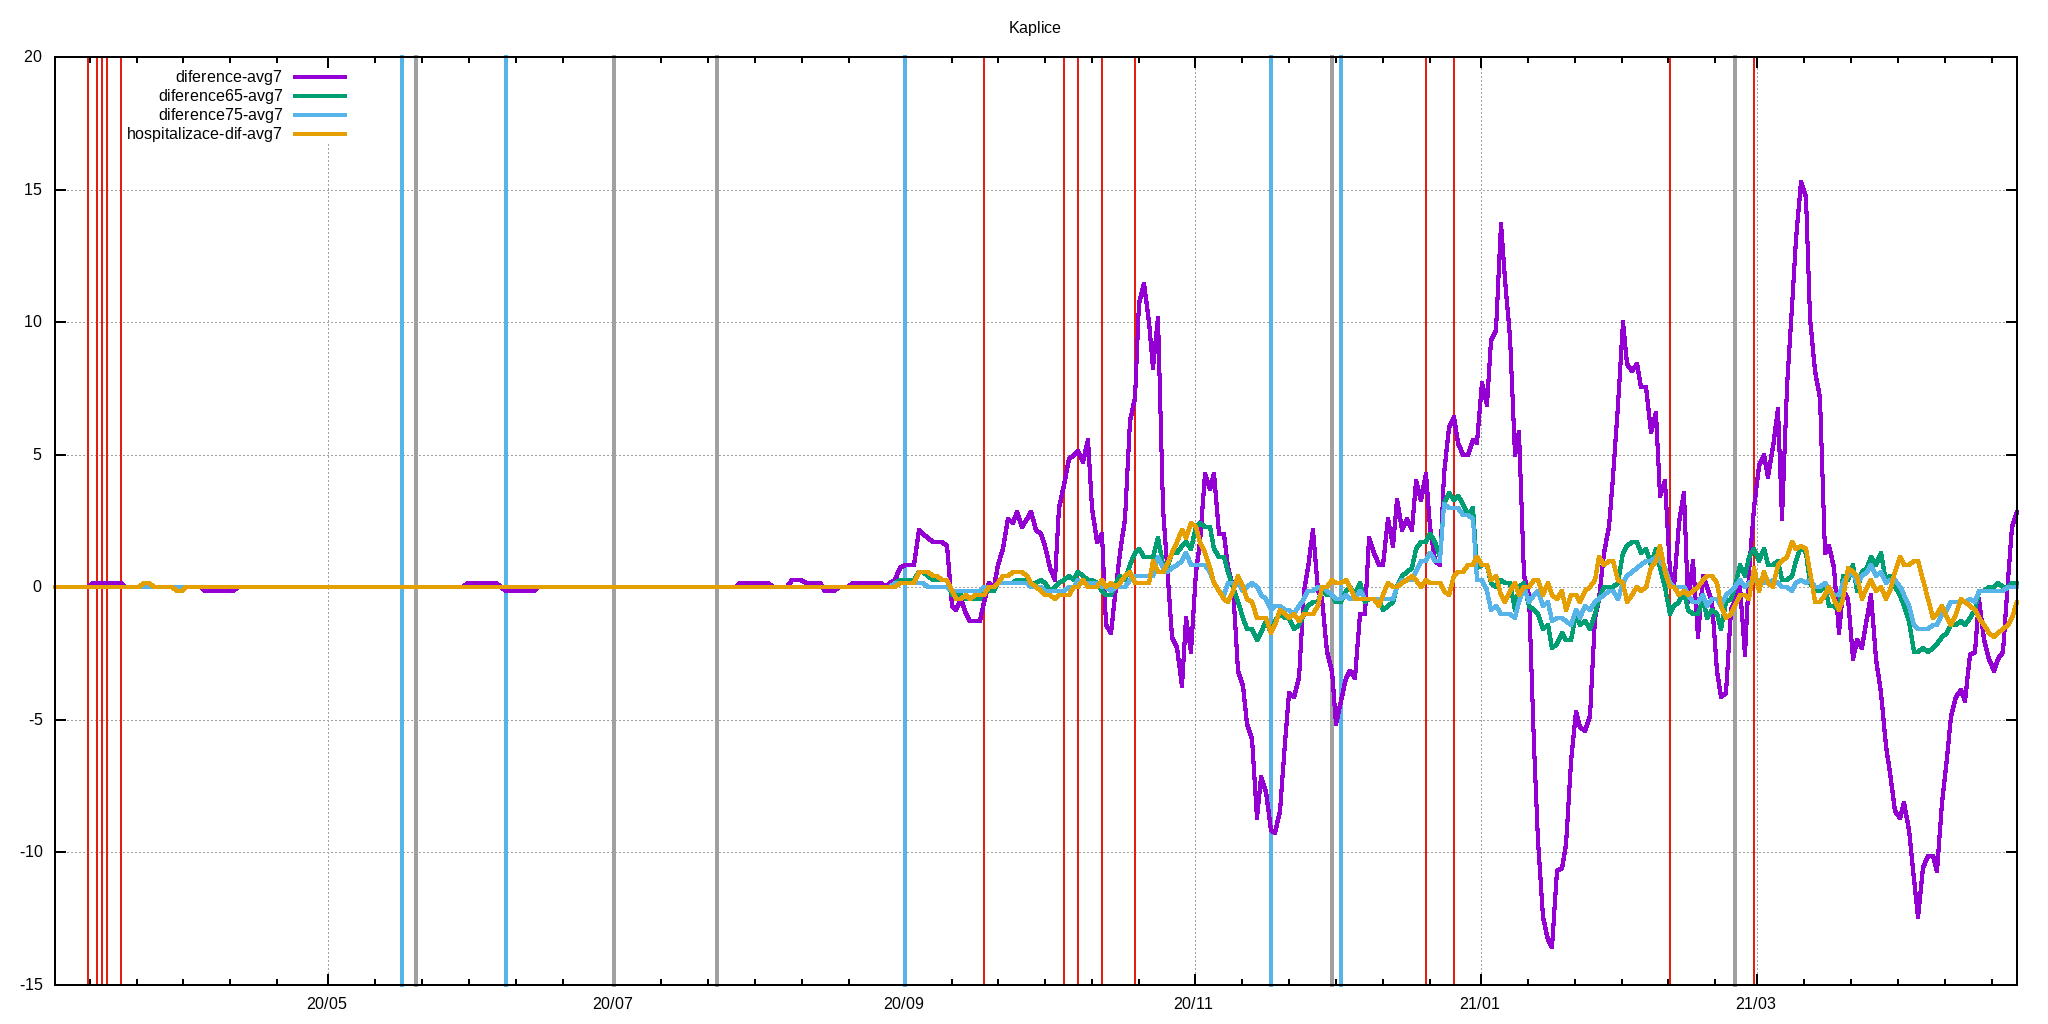 Kaplice
20
diference-avg7
diference65-avg7
diference75-avg7
hospitalizace-dif-avg7
15
10
5
0
-5
-10
-15
20/05 20/07 20/09 20/11 21/01 21/03